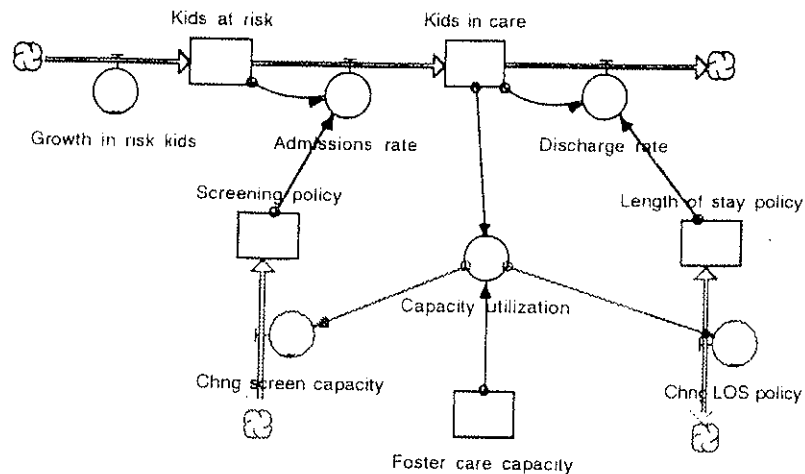 Kids at risk
Kids in care
Growth in risk kids
Admissions rate
Discharge rate
Screening policy
Length of stay policy
Capacity utilization
Chng screen capacity
Chng LOS policy
Foster care capacity